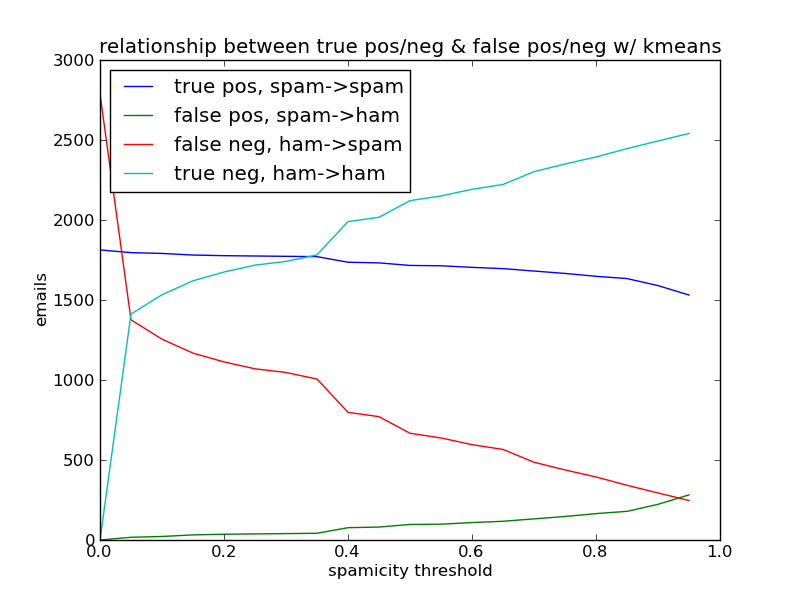 relationship between true pos/neg & false pos/neg w/ kmeans
3000
2500
2000
1500
1000
500
0
emails
true pos, spam->spam
false pos, spam->ham
false neg, ham->spam
true neg, ham->ham
0.0 0.2 0.4 0.6 0.8 1.0
spamicity threshold